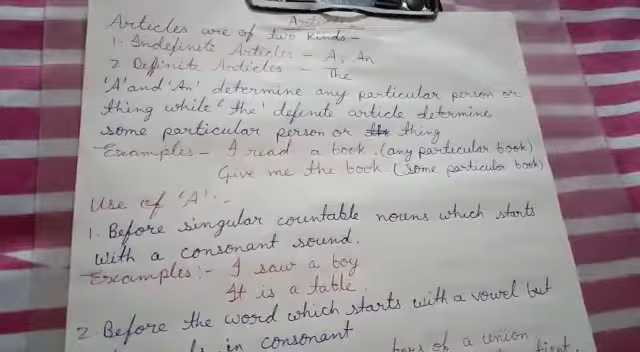 Articles are of two Kinds -
1. Indefinite Articles - A, An
2 Definite Articles - The
'A' and 'An' determine any particular person or
thing while 'the' definite article determine
some particular person or thing
Examples - I read a book. (any particular book)
Give me the book (some particular book)
Use of 'A'. -
1. Before singular countable nouns which starts
with a consonant sound.
Examples :- I saw a boy
It is a table.
2. Before the word which starts with a vowel but
in consonant
of a union